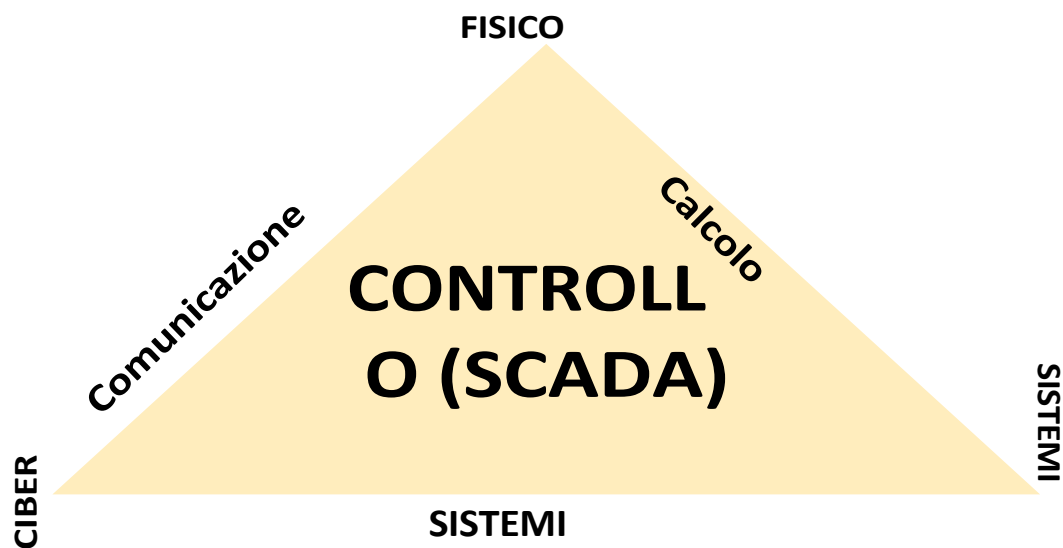 FISICO
Comunicazione
Calcolo
CONTROLL
O (SCADA)
SISTEMI
CIBER
SISTEMI